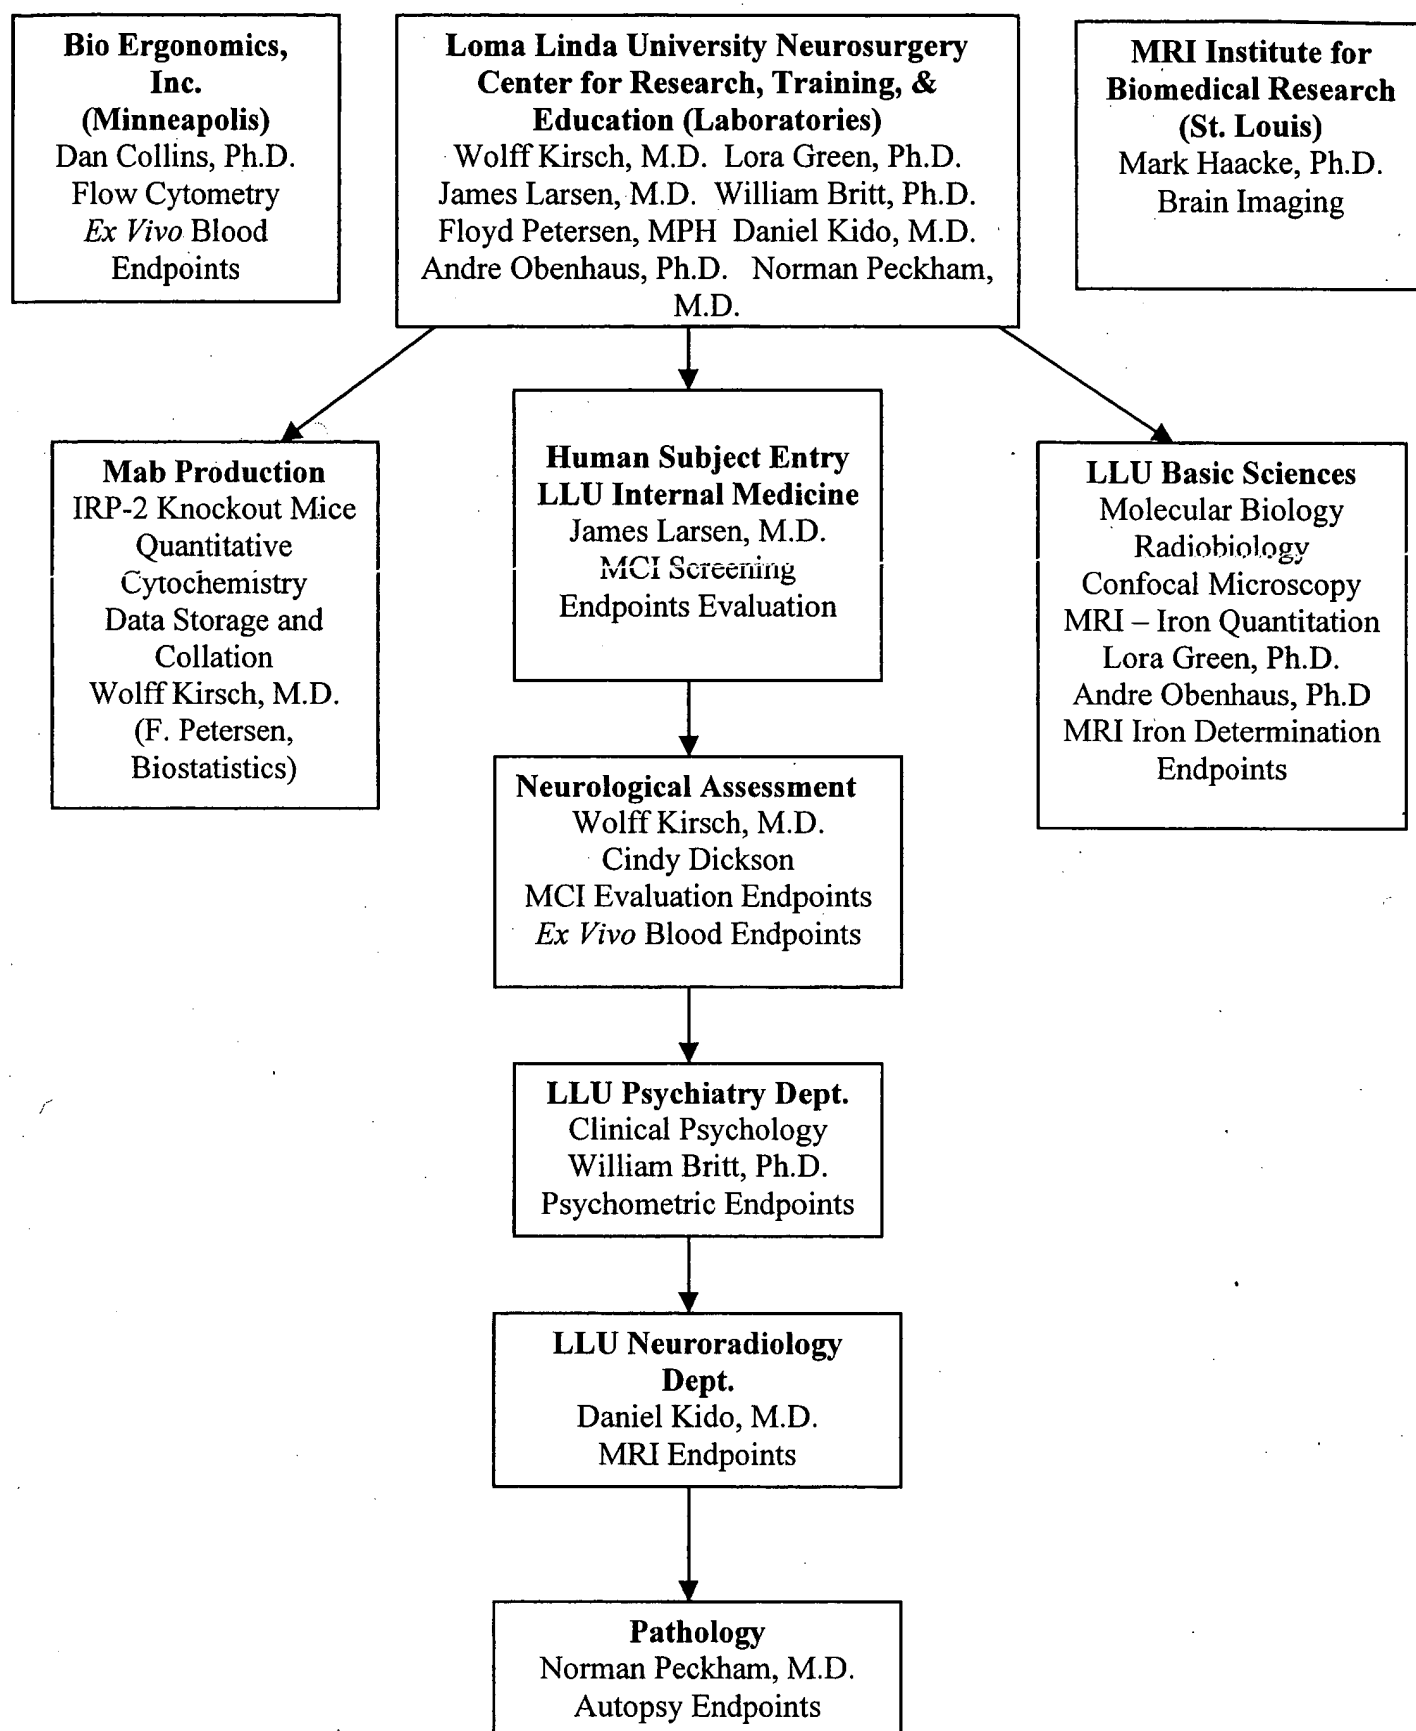 Bio Ergonomics,
Inc.
(Minneapolis)
Dan Collins, Ph.D.
Flow Cytometry
Ex Vivo Blood
Endpoints
Loma Linda University Neurosurgery
Center for Research, Training, &
Education (Laboratories)
Wolff Kirsch, M.D. Lora Green, Ph.D.
James Larsen, M.D. William Britt, Ph.D.
Floyd Petersen, MPH Daniel Kido, M.D.
Andre Obenhaus, Ph.D. Norman Peckham,
M.D.
MRI Institute for
Biomedical Research
(St. Louis)
Mark Haacke, Ph.D.
Brain Imaging
Mab Production
IRP-2 Knockout Mice
Quantitative
Cytochemistry
Data Storage and
Collation
Wolff Kirsch, M.D.
(F. Petersen,
Biostatistics)
Human Subject Entry
LLU Internal Medicine
James Larsen, M.D.
MCI Screening
Endpoints Evaluation
LLU Basic Sciences
Molecular Biology
Radiobiology
Confocal Microscopy
MRI – Iron Quantitation
Lora Green, Ph.D.
Andre Obenhaus, Ph.D
MRI Iron Determination
Endpoints
Neurological Assessment
Wolff Kirsch, M.D.
Cindy Dickson
MCI Evaluation Endpoints
Ex Vivo Blood Endpoints
LLU Psychiatry Dept.
Clinical Psychology
William Britt, Ph.D.
Psychometric Endpoints
LLU Neuroradiology
Dept.
Daniel Kido, M.D.
MRI Endpoints
Pathology
Norman Peckham, M.D.
Autopsy Endpoints